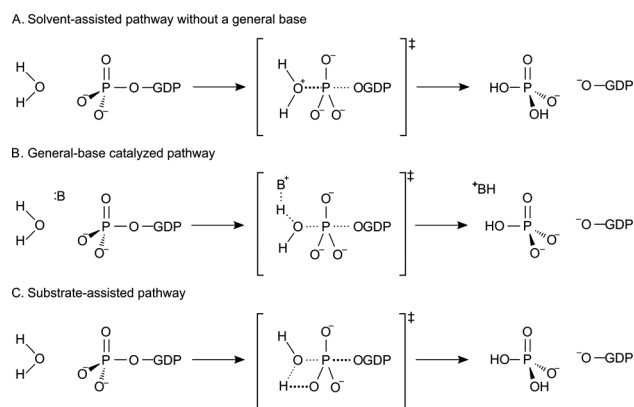 A. Solvent-assisted pathway without a general base
H O H
O P O⁻ O⁻ O—GDP
H O⁺ H O⁻ P O⁻ O⁻ OGDP ‡
O HO—P O⁻ OH
⁻O—GDP
B. General-base catalyzed pathway
H O H :B
O P O⁻ O⁻ O—GDP
B⁺ H O H O⁻ P O⁻ O⁻ OGDP ‡
⁺BH
O HO—P O⁻ O⁻
⁻O—GDP
C. Substrate-assisted pathway
H O H
O P O⁻ O⁻ O—GDP
H O H O⁻ P O O⁻ OGDP ‡
O HO—P O⁻ OH
⁻O—GDP